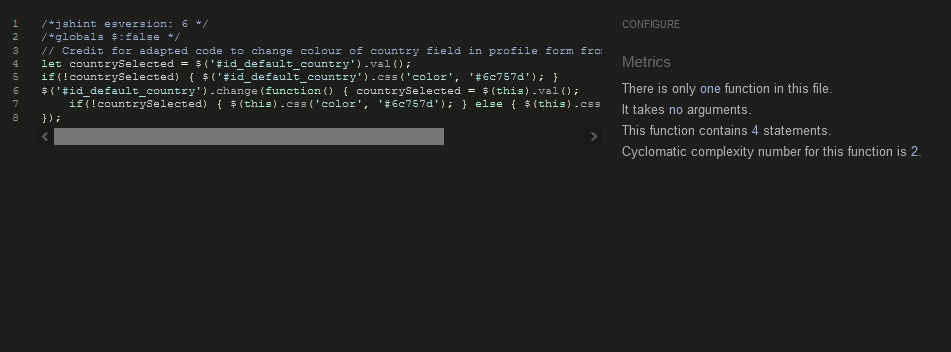 1 /*jshint esversion: 6 */
2 /*globals $:false */
3 // Credit for adapted code to change colour of country field in profile form from
4 let countrySelected = $('#id_default_country').val();
5 if(!countrySelected) { $('#id_default_country').css('color', '#6c757d'); }
6 $('#id_default_country').change(function() { countrySelected = $(this).val();
7 if(!countrySelected) { $(this).css('color', '#6c757d'); } else { $(this).css
8 });
CONFIGURE
Metrics
There is only one function in this file.
It takes no arguments.
This function contains 4 statements.
Cyclomatic complexity number for this function is 2.